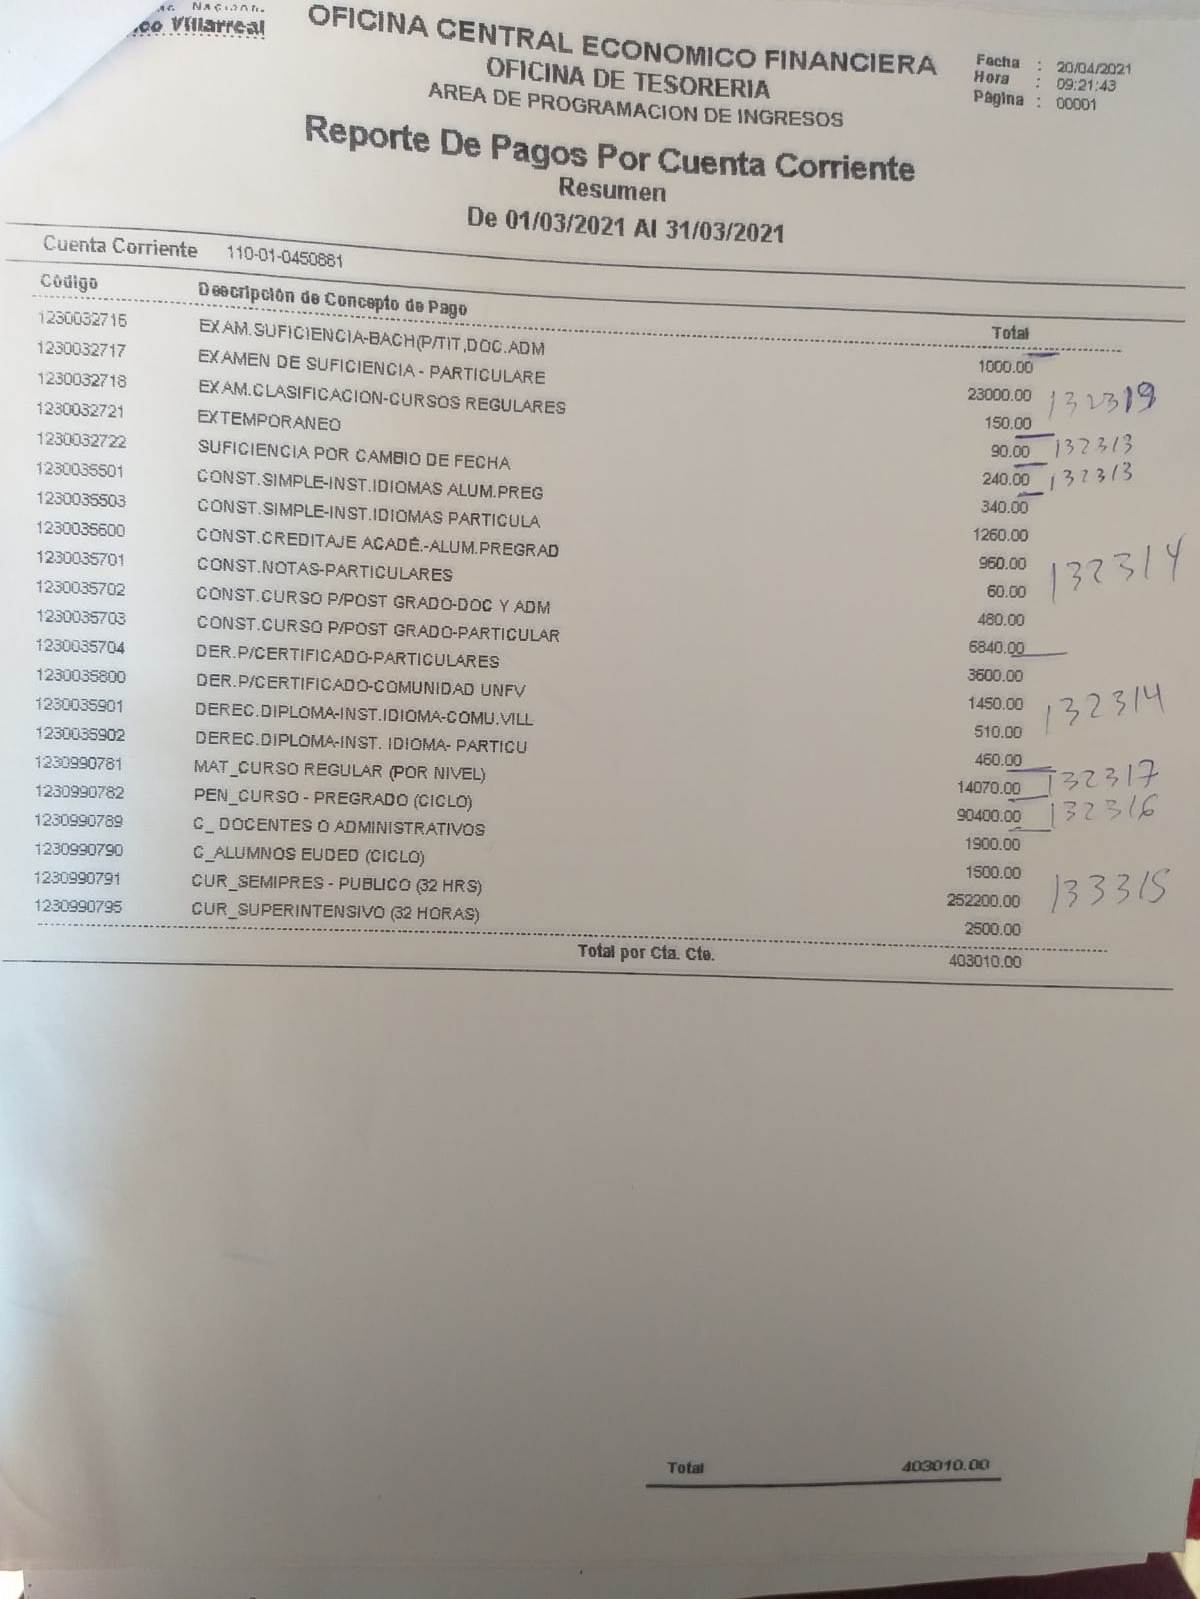 Nacional
Villarreal
OFICINA CENTRAL ECONOMICO FINANCIERA
OFICINA DE TESORERIA
AREA DE PROGRAMACION DE INGRESOS
Fecha : 20/04/2021
Hora : 09:21:43
Página : 00001
Reporte De Pagos Por Cuenta Corriente
Resumen
De 01/03/2021 Al 31/03/2021
Cuenta Corriente 110-01-0450881
Código Descripción de Concepto de Pago Total
1230032716 EXAM.SUFICIENCIA-BACH(P/TIT,DOC.ADM 1000.00
1230032717 EXAMEN DE SUFICIENCIA - PARTICULARE 23000.00 132319
1230032718 EXAM.CLASIFICACION-CURSOS REGULARES 150.00
1230032721 EXTEMPORANEO 90.00 132313
1230032722 SUFICIENCIA POR CAMBIO DE FECHA 240.00 132313
1230035501 CONST.SIMPLE-INST.IDIOMAS ALUM.PREG 340.00
1230035503 CONST.SIMPLE-INST.IDIOMAS PARTICULA 1260.00
1230035600 CONST.CREDITAJE ACADÉ.-ALUM.PREGRAD 960.00 132314
1230035701 CONST.NOTAS-PARTICULARES 60.00
1230035702 CONST.CURSO P/POST GRADO-DOC Y ADM 480.00
1230035703 CONST.CURSO P/POST GRADO-PARTICULAR 6840.00
1230035704 DER.P/CERTIFICADO-PARTICULARES 3600.00
1230035800 DER.P/CERTIFICADO-COMUNIDAD UNFV 1450.00 132314
1230035901 DEREC.DIPLOMA-INST.IDIOMA-COMU.VILL 510.00
1230035902 DEREC.DIPLOMA-INST. IDIOMA- PARTICU 460.00
1230990781 MAT_CURSO REGULAR (POR NIVEL) 14070.00 132317
1230990782 PEN_CURSO - PREGRADO (CICLO) 90400.00 132316
1230990789 C_ DOCENTES O ADMINISTRATIVOS 1900.00
1230990790 C_ALUMNOS EUDED (CICLO) 1500.00
1230990791 CUR_SEMIPRES - PUBLICO (32 HRS) 252200.00 133315
1230990795 CUR_SUPERINTENSIVO (32 HORAS) 2500.00
Total por Cta. Cte. 403010.00
Total 403010.00